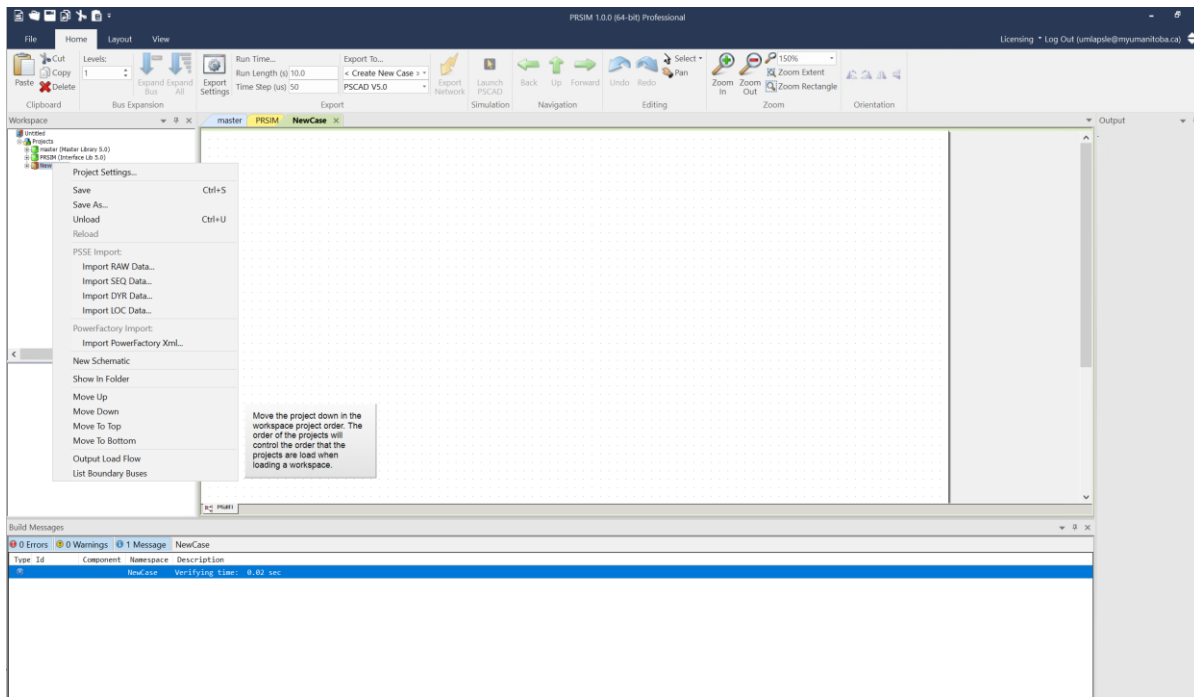 PRSIM 1.0.0 (64-bit) Professional
File Home Layout View
Licensing Log Out (umlapsle@myumanitoba.ca)
Paste Cut Copy Delete
Clipboard
Levels:
1
Expand Bus Expand All
Bus Expansion
Export Settings
Run Time...
Run Length (s) 10.0
Time Step (us) 50
Export To...
< Create New Case >
PSCAD V5.0
Export Network
Export
Launch PSCAD
Simulation
Back Up Forward
Navigation
Undo Redo
Select
Pan
Editing
Zoom In Zoom Out
150%
Zoom Extent
Zoom Rectangle
Zoom
Orientation
Workspace
master PRSIM NewCase
Output
Untitled
Projects
master (Master Library 5.0)
PRSIM (Interface Lib 5.0)
New
Project Settings...
Save Ctrl+S
Save As...
Unload Ctrl+U
Reload
PSSE Import:
Import RAW Data...
Import SEQ Data...
Import DYR Data...
Import LOC Data...
PowerFactory Import:
Import PowerFactory Xml...
New Schematic
Show In Folder
Move Up
Move Down
Move To Top
Move To Bottom
Output Load Flow
List Boundary Buses
Move the project down in the
workspace project order. The
order of the projects will
control the order that the
projects are load when
loading a workspace.
Main
Build Messages
0 Errors 0 Warnings 1 Message NewCase
Type Id Component Namespace Description
NewCase Verifying time: 0.02 sec